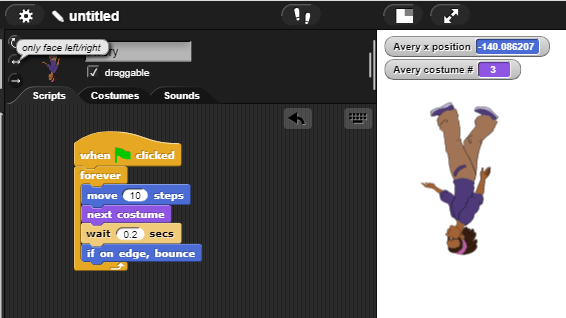 untitled
only face left/right
ry
draggable
Scripts
Costumes
Sounds
when clicked
forever
move 10 steps
next costume
wait 0.2 secs
if on edge, bounce
Avery x position -140.086207
Avery costume # 3